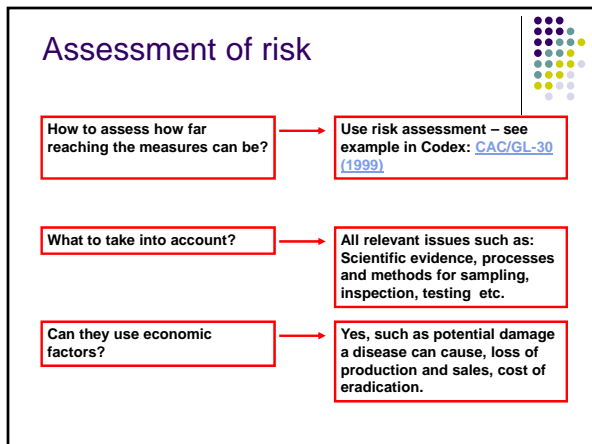 Assessment of risk
How to assess how far
reaching the measures can be?
Use risk assessment – see
example in Codex: CAC/GL-30
(1999)
What to take into account?
All relevant issues such as:
Scientific evidence, processes
and methods for sampling,
inspection, testing etc.
Can they use economic
factors?
Yes, such as potential damage
a disease can cause, loss of
production and sales, cost of
eradication.